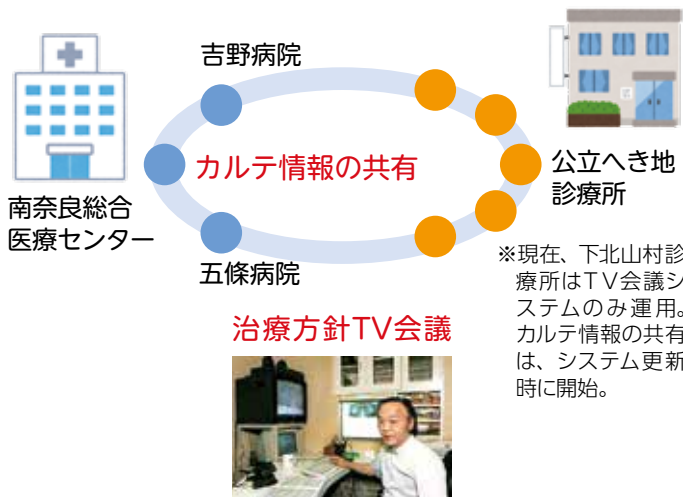 吉野病院
カルテ情報の共有
南奈良総合
医療センター
公立へき地
診療所
五條病院
※現在、下北山村診
療所はTV会議シ
ステムのみ運用。
カルテ情報の共有
は、システム更新
時に開始。
治療方針TV会議